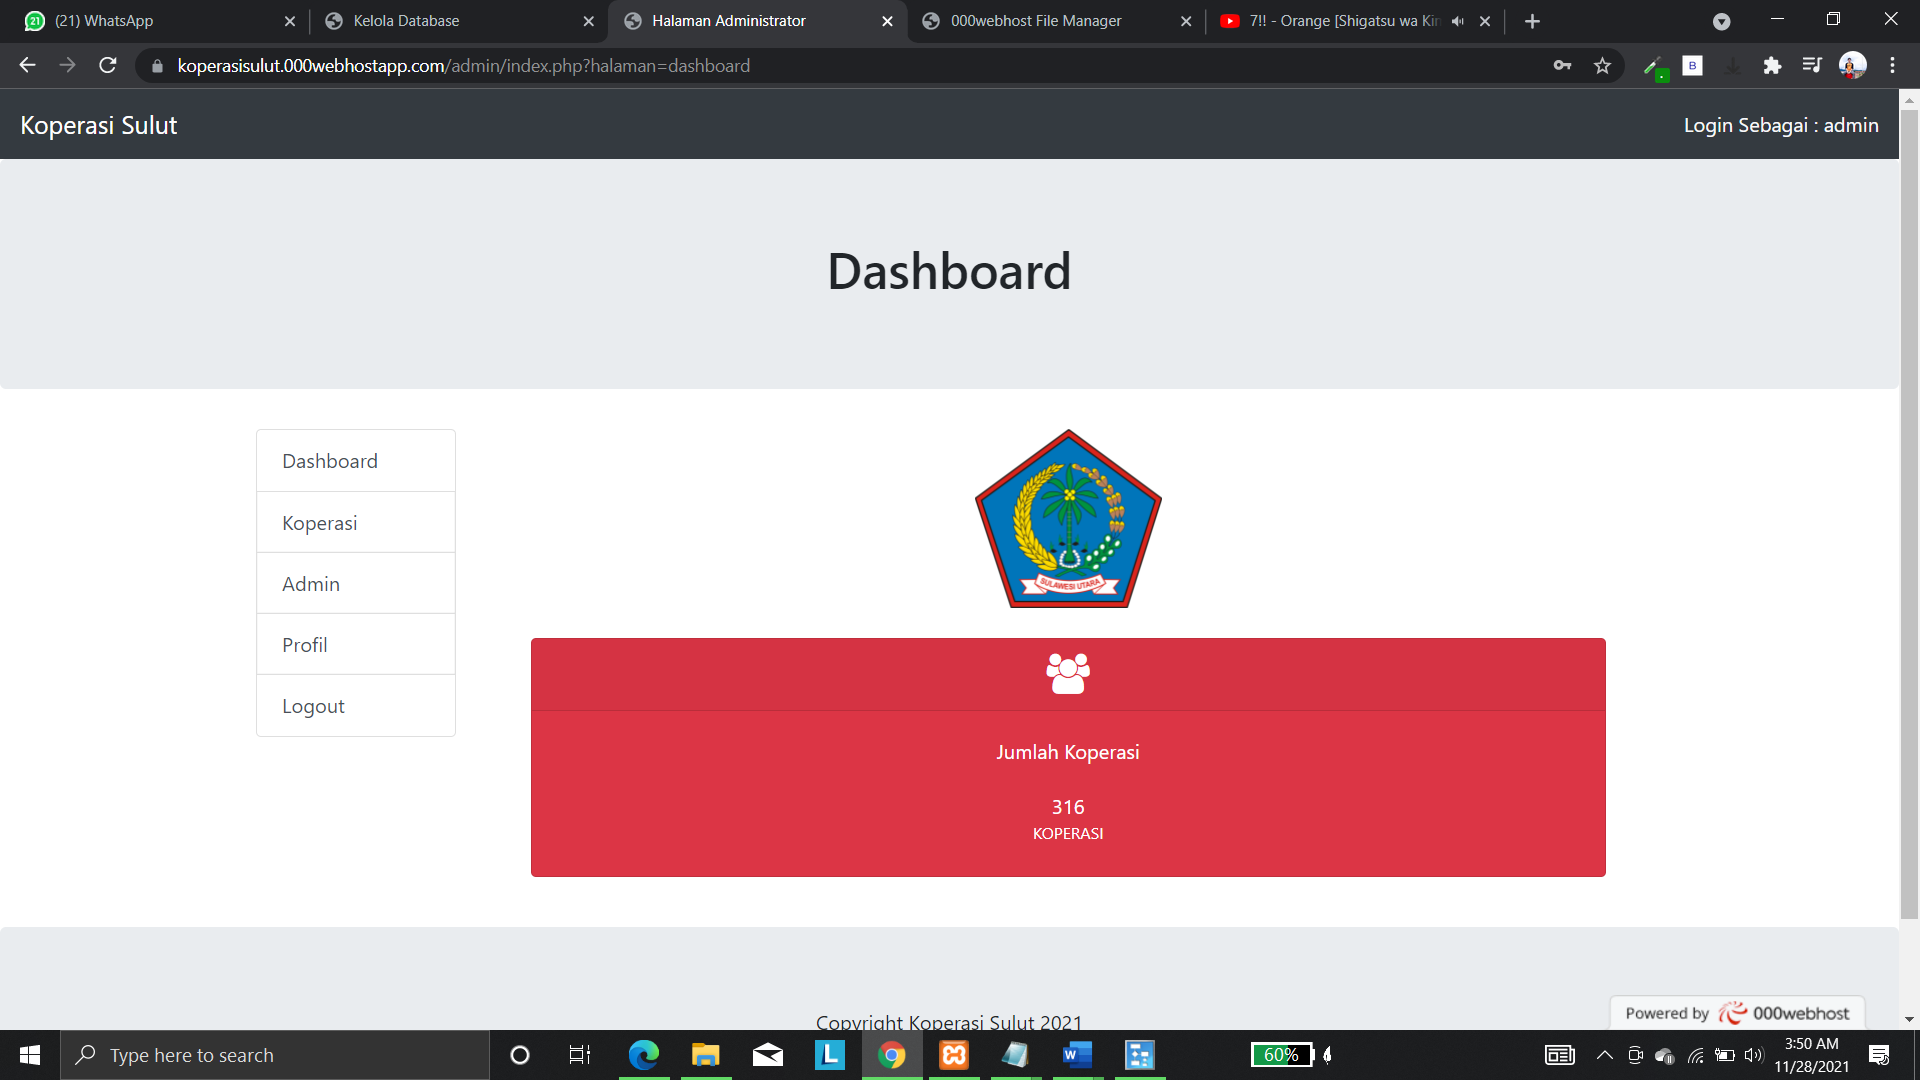 21
(21) WhatsApp
Kelola Database
Halaman Administrator
000webhost File Manager
7!! - Orange [Shigatsu wa Kin
koperasisulut.000webhostapp.com/admin/index.php?halaman=dashboard
B
Koperasi Sulut
Login Sebagai : admin
Dashboard
Dashboard
Koperasi
Admin
Profil
Logout
SULAWESI UTARA
Jumlah Koperasi
316
KOPERASI
Copyright Koperasi Sulut 2021
Powered by 000webhost
Type here to search
L
W
60%
3:50 AM
11/28/2021